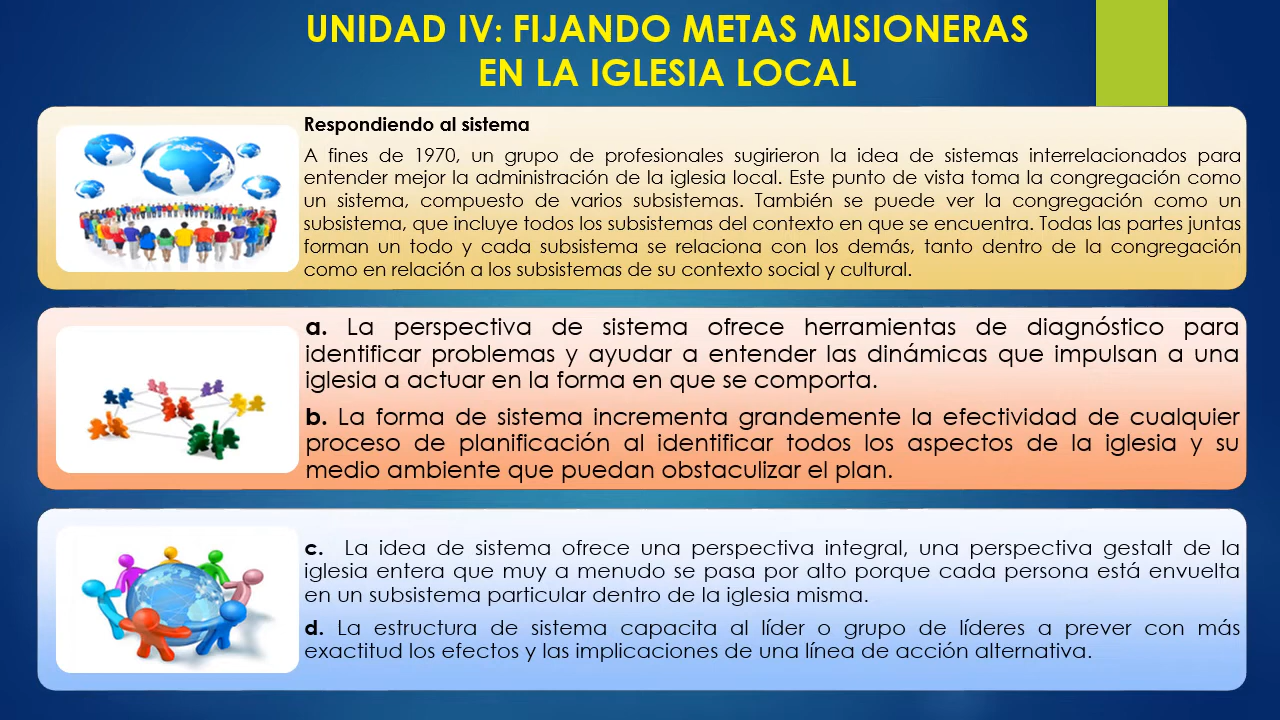 UNIDAD IV: FIJANDO METAS MISIONERAS
EN LA IGLESIA LOCAL
Respondiendo al sistema
A fines de 1970, un grupo de profesionales sugirieron la idea de sistemas interrelacionados para
entender mejor la administración de la iglesia local. Este punto de vista toma la congregación como
un sistema, compuesto de varios subsistemas. También se puede ver la congregación como un
subsistema, que incluye todos los subsistemas del contexto en que se encuentra. Todas las partes juntas
forman un todo y cada subsistema se relaciona con los demás, tanto dentro de la congregación
como en relación a los subsistemas de su contexto social y cultural.
a. La perspectiva de sistema ofrece herramientas de diagnóstico para
identificar problemas y ayudar a entender las dinámicas que impulsan a una
iglesia a actuar en la forma en que se comporta.
b. La forma de sistema incrementa grandemente la efectividad de cualquier
proceso de planificación al identificar todos los aspectos de la iglesia y su
medio ambiente que puedan obstaculizar el plan.
c. La idea de sistema ofrece una perspectiva integral, una perspectiva gestalt de la
iglesia entera que muy a menudo se pasa por alto porque cada persona está envuelta
en un subsistema particular dentro de la iglesia misma.
d. La estructura de sistema capacita al líder o grupo de líderes a prever con más
exactitud los efectos y las implicaciones de una línea de acción alternativa.